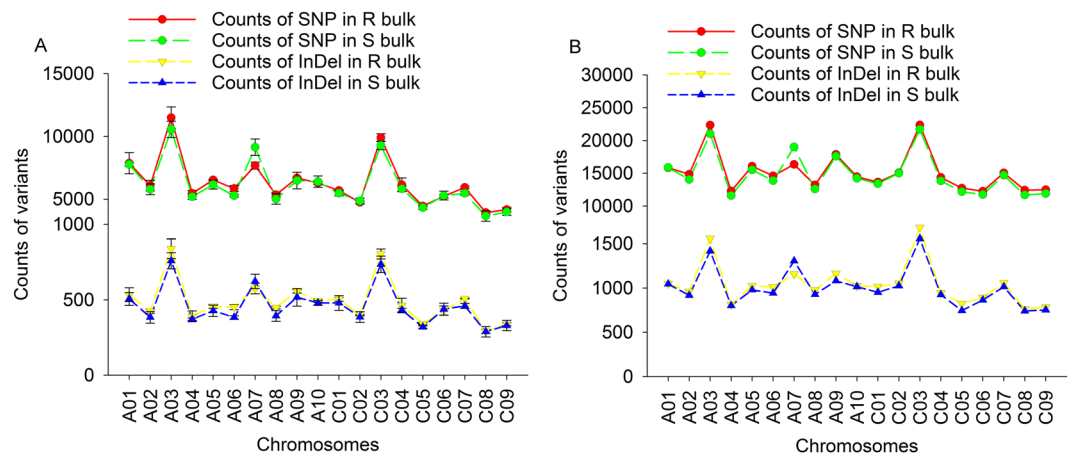 A
Counts of SNP in R bulk
Counts of SNP in S bulk
Counts of InDel in R bulk
Counts of InDel in S bulk
15000
10000
5000
1000
500
0
Counts of variants
A01 A02 A03 A04 A05 A06 A07 A08 A09 A10 C01 C02 C03 C04 C05 C06 C07 C08 C09
Chromosomes
B
Counts of SNP in R bulk
Counts of SNP in S bulk
Counts of InDel in R bulk
Counts of InDel in S bulk
30000
25000
20000
15000
10000
1500
1000
500
0
Counts of variants
A01 A02 A03 A04 A05 A06 A07 A08 A09 A10 C01 C02 C03 C04 C05 C06 C07 C08 C09
Chromosomes